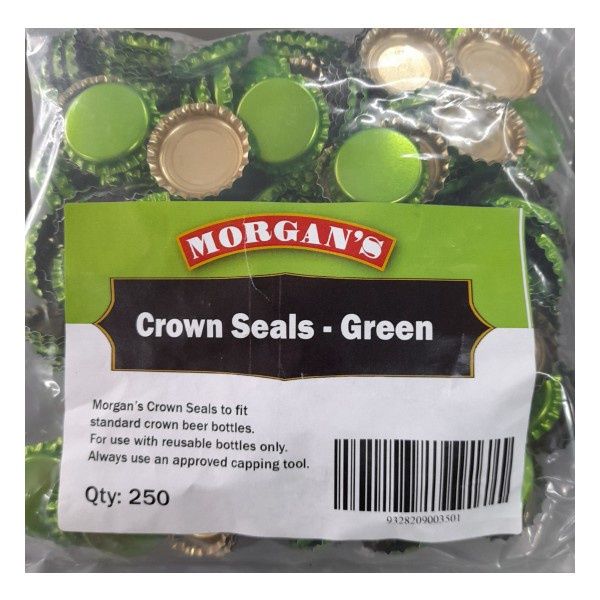 MORGAN'S
Crown Seals - Green
Morgan's Crown Seals to fit
standard crown beer bottles.
For use with reusable bottles only.
Always use an approved capping tool.
Qty: 250
9328209003501